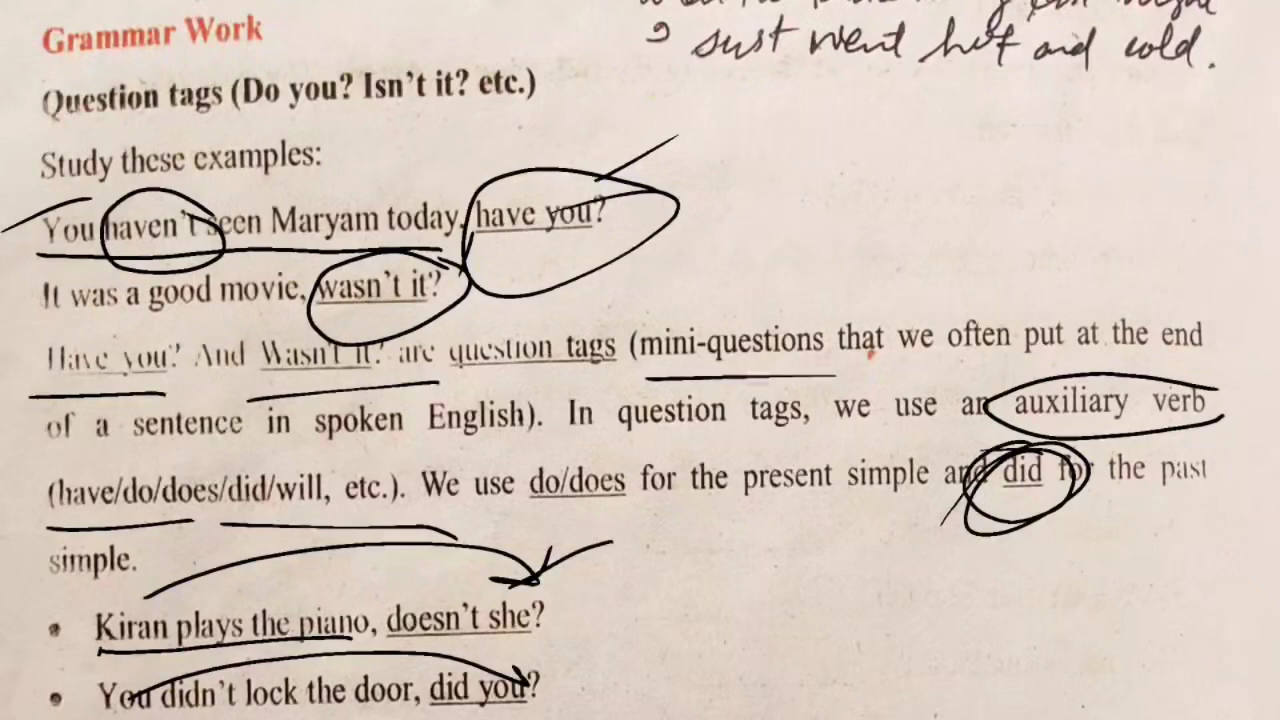 Grammar Work
I just went hot and cold.
Question tags (Do you? Isn't it? etc.)
Study these examples:
You haven't seen Maryam today, have you?
It was a good movie, wasn't it?
Have you? And Wasn't it? are question tags (mini-questions that we often put at the end
of a sentence in spoken English). In question tags, we use an auxiliary verb
(have/do/does/did/will, etc.). We use do/does for the present simple and did for the past
simple.
• Kiran plays the piano, doesn't she?
• You didn't lock the door, did you?